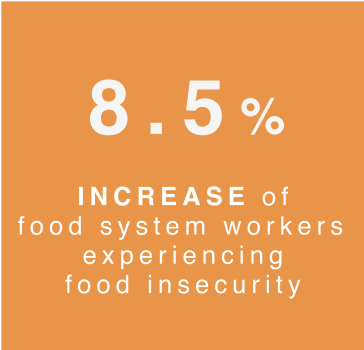 8.5%
INCREASE of
food system workers
experiencing
food insecurity